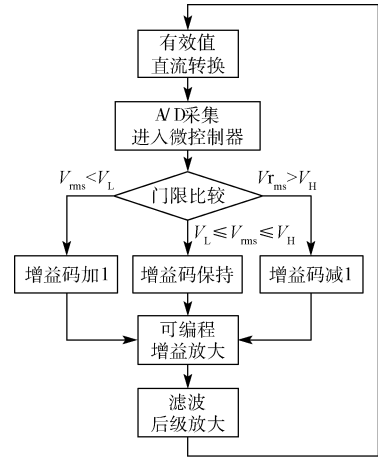 有效值
直流转换
A/D采集
进入微控制器
Vrms<VL
门限比较
Vrms>VH
VL≤Vrms≤VH
增益码加1
增益码保持
增益码减1
可编程
增益放大
滤波
后级放大